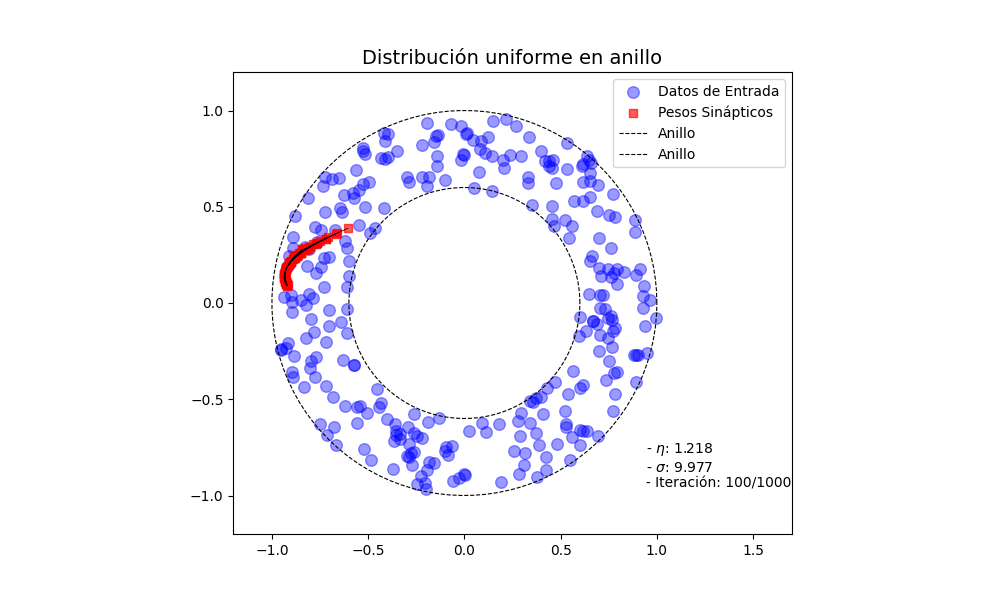 Distribución uniforme en anillo
Datos de Entrada
Pesos Sinápticos
Anillo
Anillo
1.0
0.5
0.0
−0.5
−1.0
- η: 1.218
- σ: 9.977
- Iteración: 100/1000
−1.0 −0.5 0.0 0.5 1.0 1.5